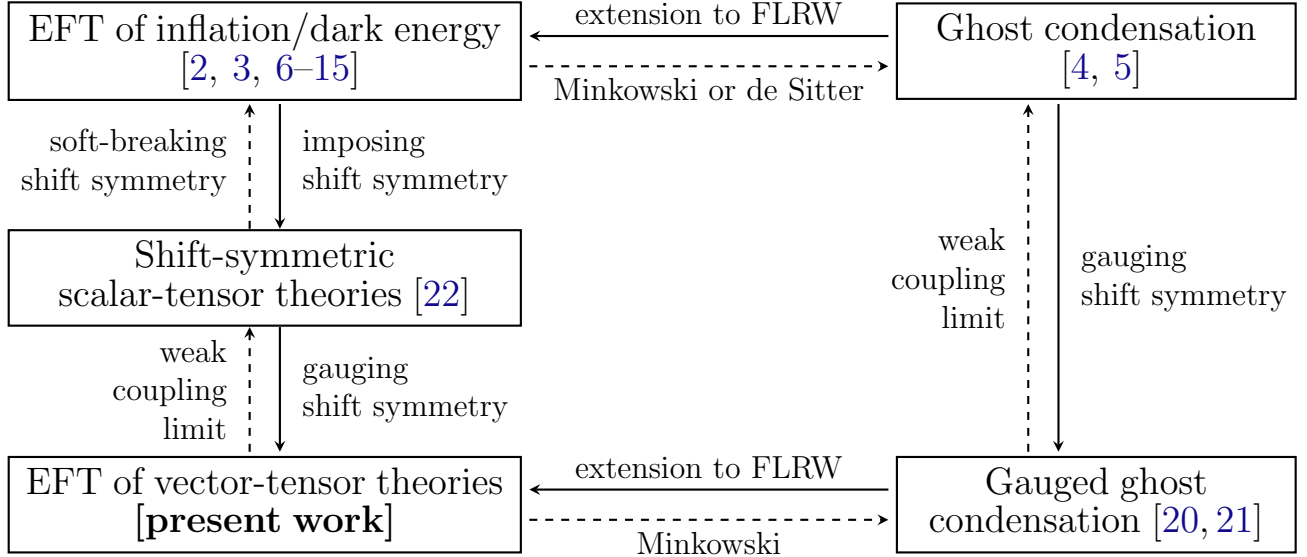 EFT of inflation/dark energy
[2, 3, 6–15]
extension to FLRW
Minkowski or de Sitter
Ghost condensation
[4, 5]
soft-breaking
shift symmetry
imposing
shift symmetry
Shift-symmetric
scalar-tensor theories [22]
weak
coupling
limit
gauging
shift symmetry
weak
coupling
limit
gauging
shift symmetry
EFT of vector-tensor theories
[present work]
extension to FLRW
Minkowski
Gauged ghost
condensation [20, 21]